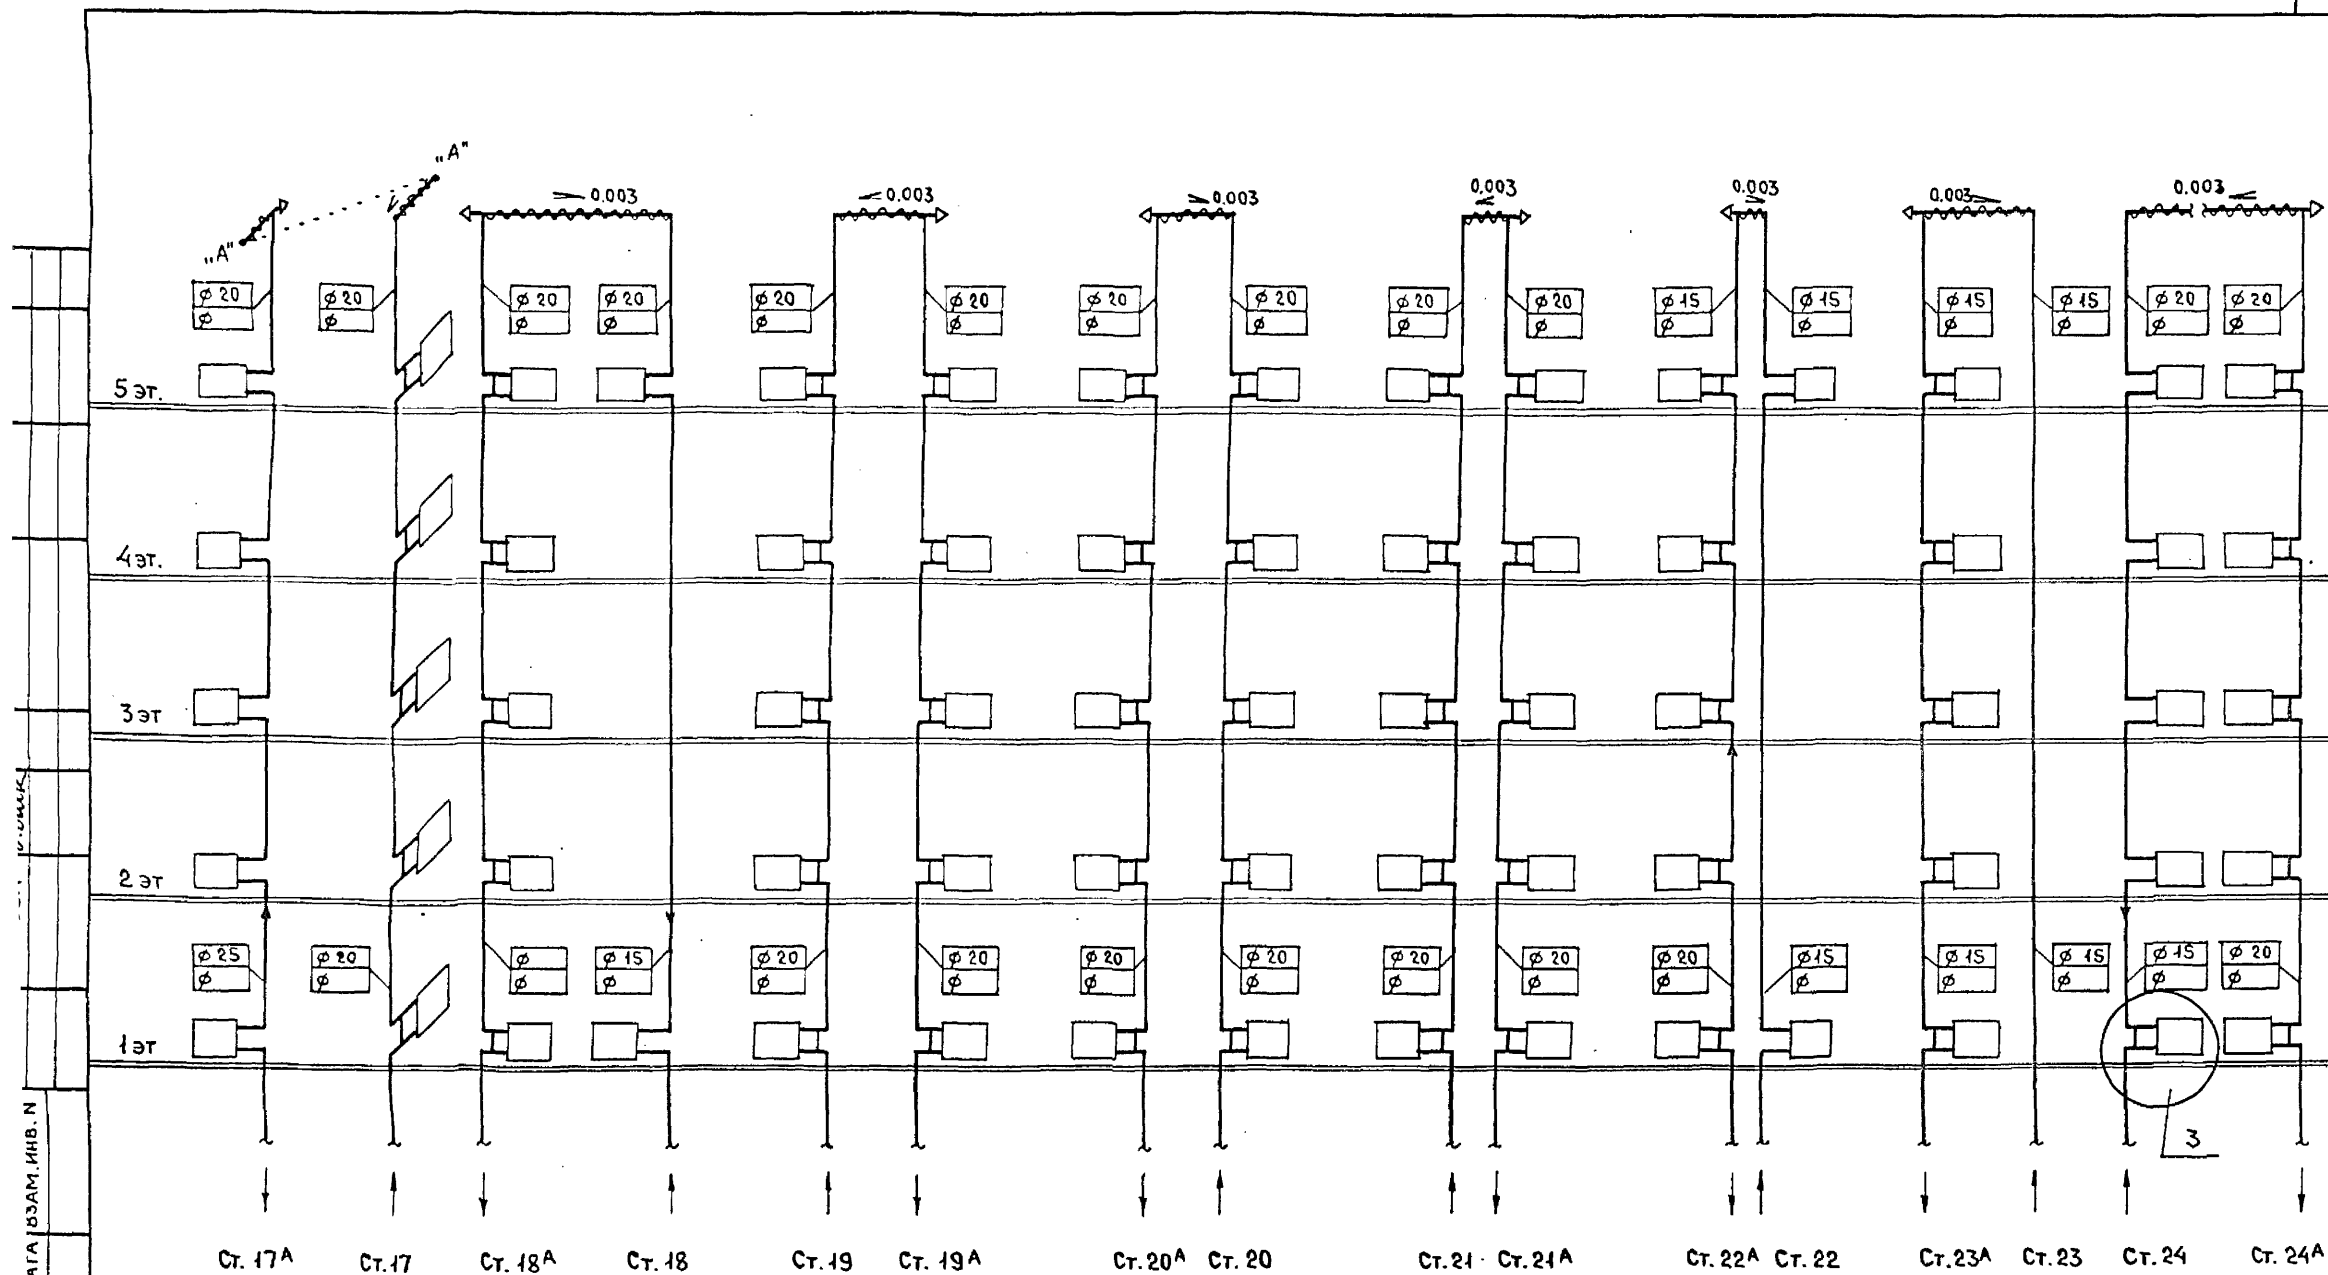 „А"
„А"
0.003
0.003
0.003
0.003
0.003
0.003
0.003
ϕ 20
ϕ
ϕ 20
ϕ
ϕ 20
ϕ
ϕ 20
ϕ
ϕ 20
ϕ
ϕ 20
ϕ
ϕ 20
ϕ
ϕ 20
ϕ
ϕ 20
ϕ
ϕ 20
ϕ
ϕ 15
ϕ
ϕ 15
ϕ
ϕ 15
ϕ
ϕ 15
ϕ
ϕ 20
ϕ
ϕ 20
ϕ
5 эт.
4 эт.
3 эт
2 эт
ϕ 25
ϕ
ϕ 20
ϕ
ϕ
ϕ
ϕ 15
ϕ
ϕ 20
ϕ
ϕ 20
ϕ
ϕ 20
ϕ
ϕ 20
ϕ
ϕ 20
ϕ
ϕ 20
ϕ
ϕ 20
ϕ
ϕ 15
ϕ
ϕ 15
ϕ
ϕ 15
ϕ
ϕ 15
ϕ
ϕ 20
ϕ
1 эт
3
Ст. 17А
Ст. 17
Ст. 18А
Ст. 18
Ст. 19
Ст. 19А
Ст. 20А
Ст. 20
Ст. 21
Ст. 21А
Ст. 22А
Ст. 22
Ст. 23А
Ст. 23
Ст. 24
Ст. 24А
ВЗАМ. ИНВ. N